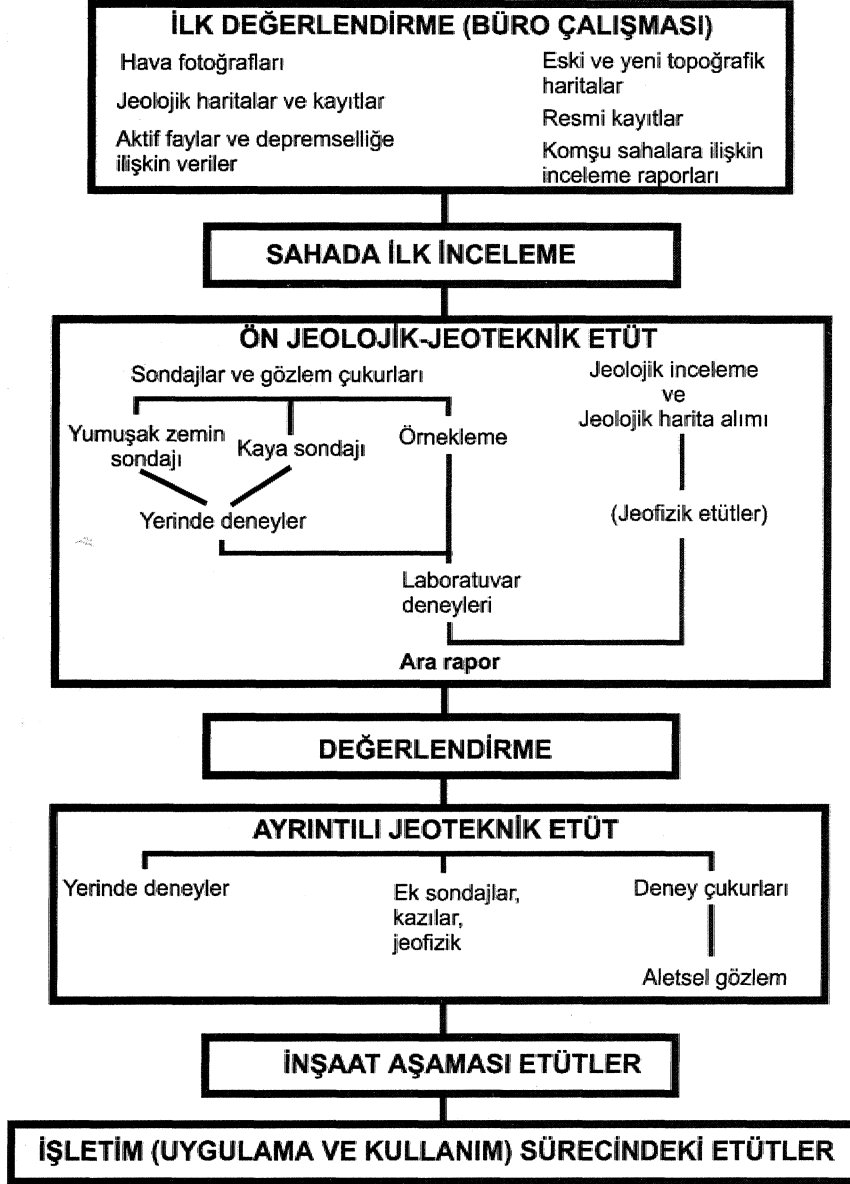 İLK DEĞERLENDİRME (BÜRO ÇALIŞMASI)
Hava fotoğrafları
Jeolojik haritalar ve kayıtlar
Aktif faylar ve depremselliğe
ilişkin veriler
Eski ve yeni topoğrafik
haritalar
Resmi kayıtlar
Komşu sahalara ilişkin
inceleme raporları
SAHADA İLK İNCELEME
ÖN JEOLOJİK-JEOTEKNİK ETÜT
Sondajlar ve gözlem çukurları
Yumuşak zemin
sondajı
Kaya sondajı
Örnekleme
Yerinde deneyler
Laboratuvar
deneyleri
Jeolojik inceleme
ve
Jeolojik harita alımı
(Jeofizik etütler)
Ara rapor
DEĞERLENDİRME
AYRINTILI JEOTEKNİK ETÜT
Yerinde deneyler
Ek sondajlar,
kazılar,
jeofizik
Deney çukurları
Aletsel gözlem
İNŞAAT AŞAMASI ETÜTLER
İŞLETİM (UYGULAMA VE KULLANIM) SÜRECİNDEKİ ETÜTLER